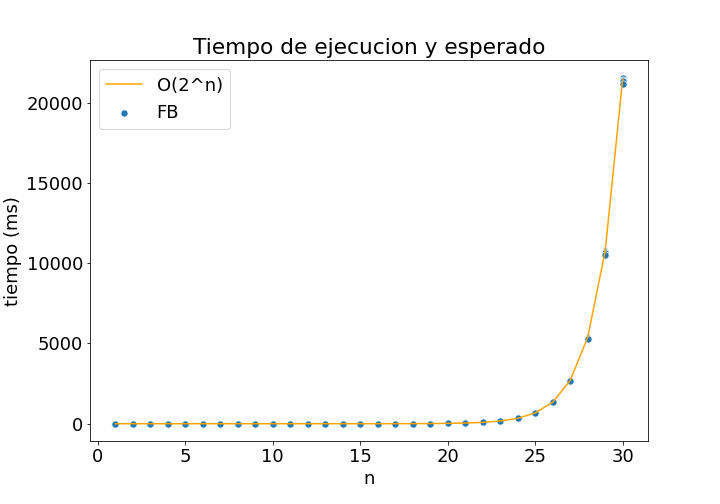 Tiempo de ejecucion y esperado
O(2^n)
FB
20000
15000
10000
5000
0
tiempo (ms)
0 5 10 15 20 25 30
n